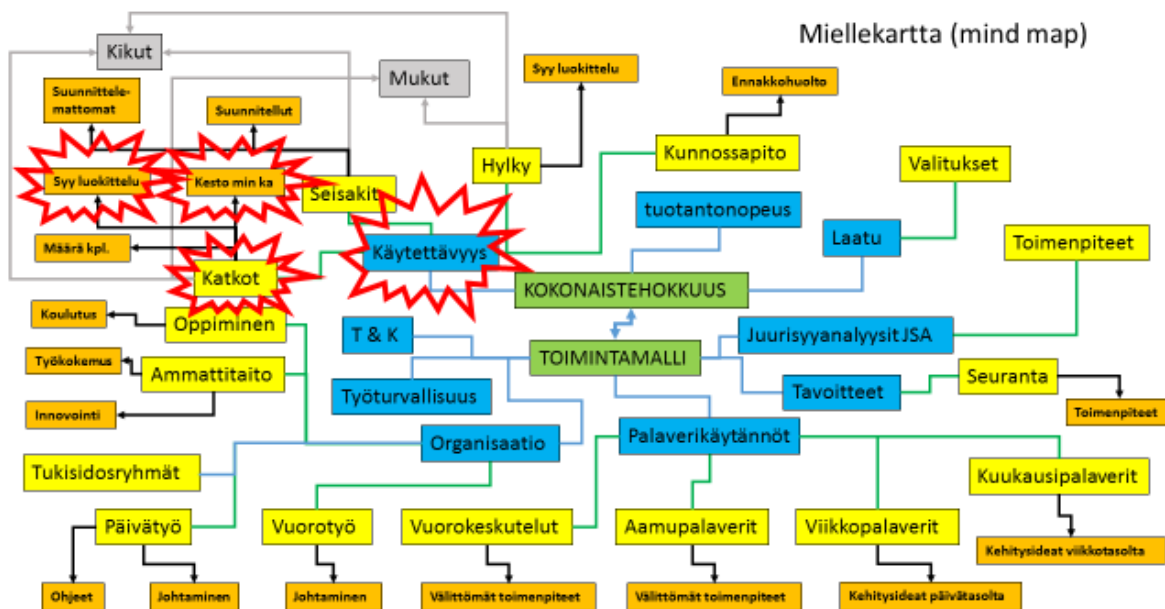 Miellekartta (mind map)
Kikut
Mukut
Syy luokittelu
Ennakkohuolto
Suunnittele-
mattomat
Suunnitellut
Hylky
Kunnossapito
Valitukset
Syy luokittelu
Kesto min ka
Seisakit
tuotantonopeus
Laatu
Toimenpiteet
Määrä kpl.
Käytettävyys
Katkot
KOKONAISTEHOKKUUS
Koulutus
Oppiminen
T & K
Juurisyyanalyysit JSA
TOIMINTAMALLI
Työkokemus
Ammattitaito
Työturvallisuus
Tavoitteet
Seuranta
Innovointi
Toimenpiteet
Organisaatio
Palaverikäytännöt
Tukisidosryhmät
Kuukausipalaverit
Päivätyö
Vuorotyö
Vuorokeskutelut
Aamupalaverit
Viikkopalaverit
Kehitysideat viikkotasolta
Ohjeet
Johtaminen
Johtaminen
Välittömät toimenpiteet
Välittömät toimenpiteet
Kehitysideat päivätasolta